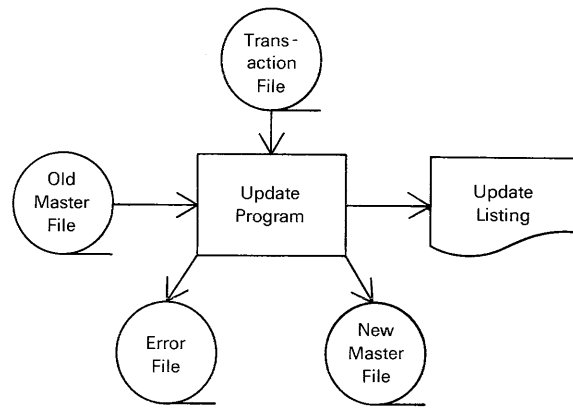 Trans-
action
File
Old
Master
File
Update
Program
Update
Listing
Error
File
New
Master
File